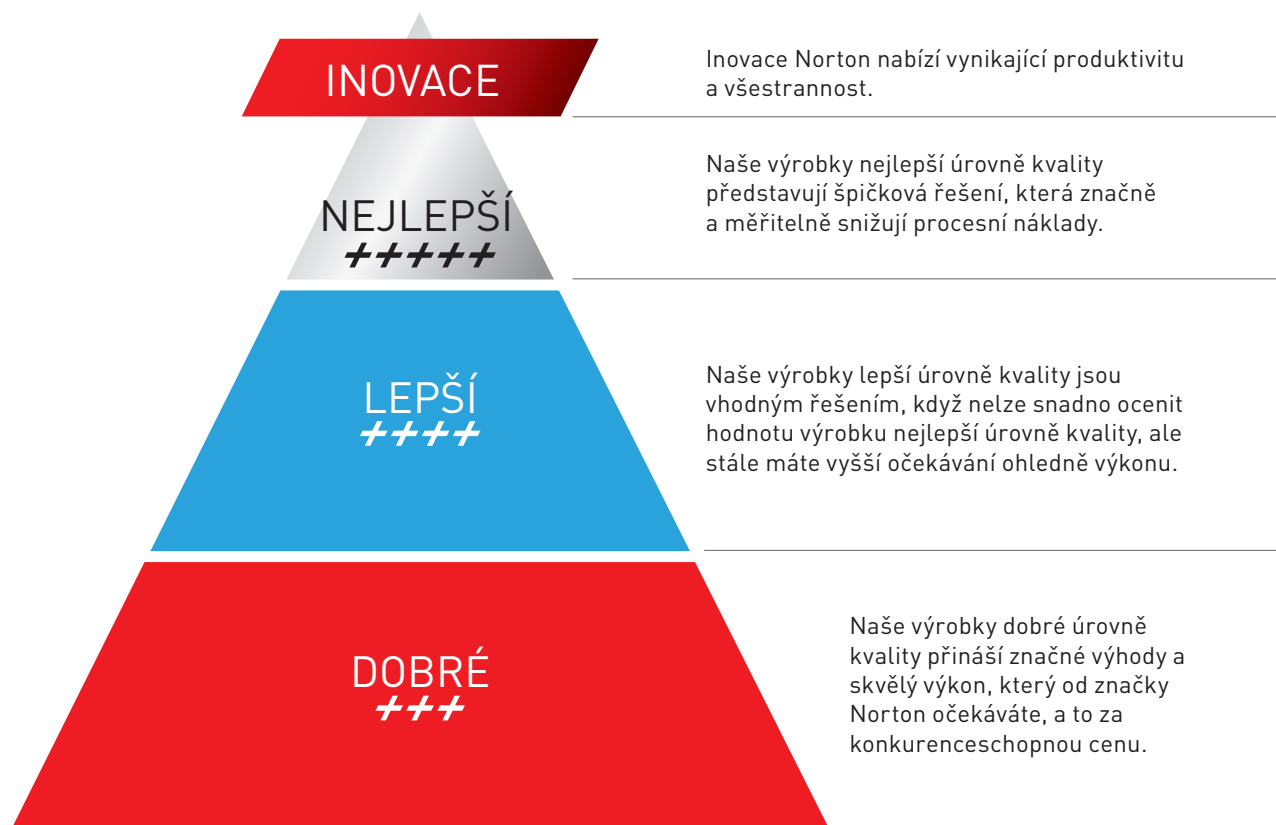 INOVACE
Inovace Norton nabízí vynikající produktivitu
a všestrannost.
NEJLEPŠÍ
+++++
Naše výrobky nejlepší úrovně kvality
představují špičková řešení, která značně
a měřitelně snižují procesní náklady.
LEPŠÍ
++++
Naše výrobky lepší úrovně kvality jsou
vhodným řešením, když nelze snadno ocenit
hodnotu výrobku nejlepší úrovně kvality, ale
stále máte vyšší očekávání ohledně výkonu.
DOBRÉ
+++
Naše výrobky dobré úrovně
kvality přináší značné výhody a
skvělý výkon, který od značky
Norton očekáváte, a to za
konkurenceschopnou cenu.